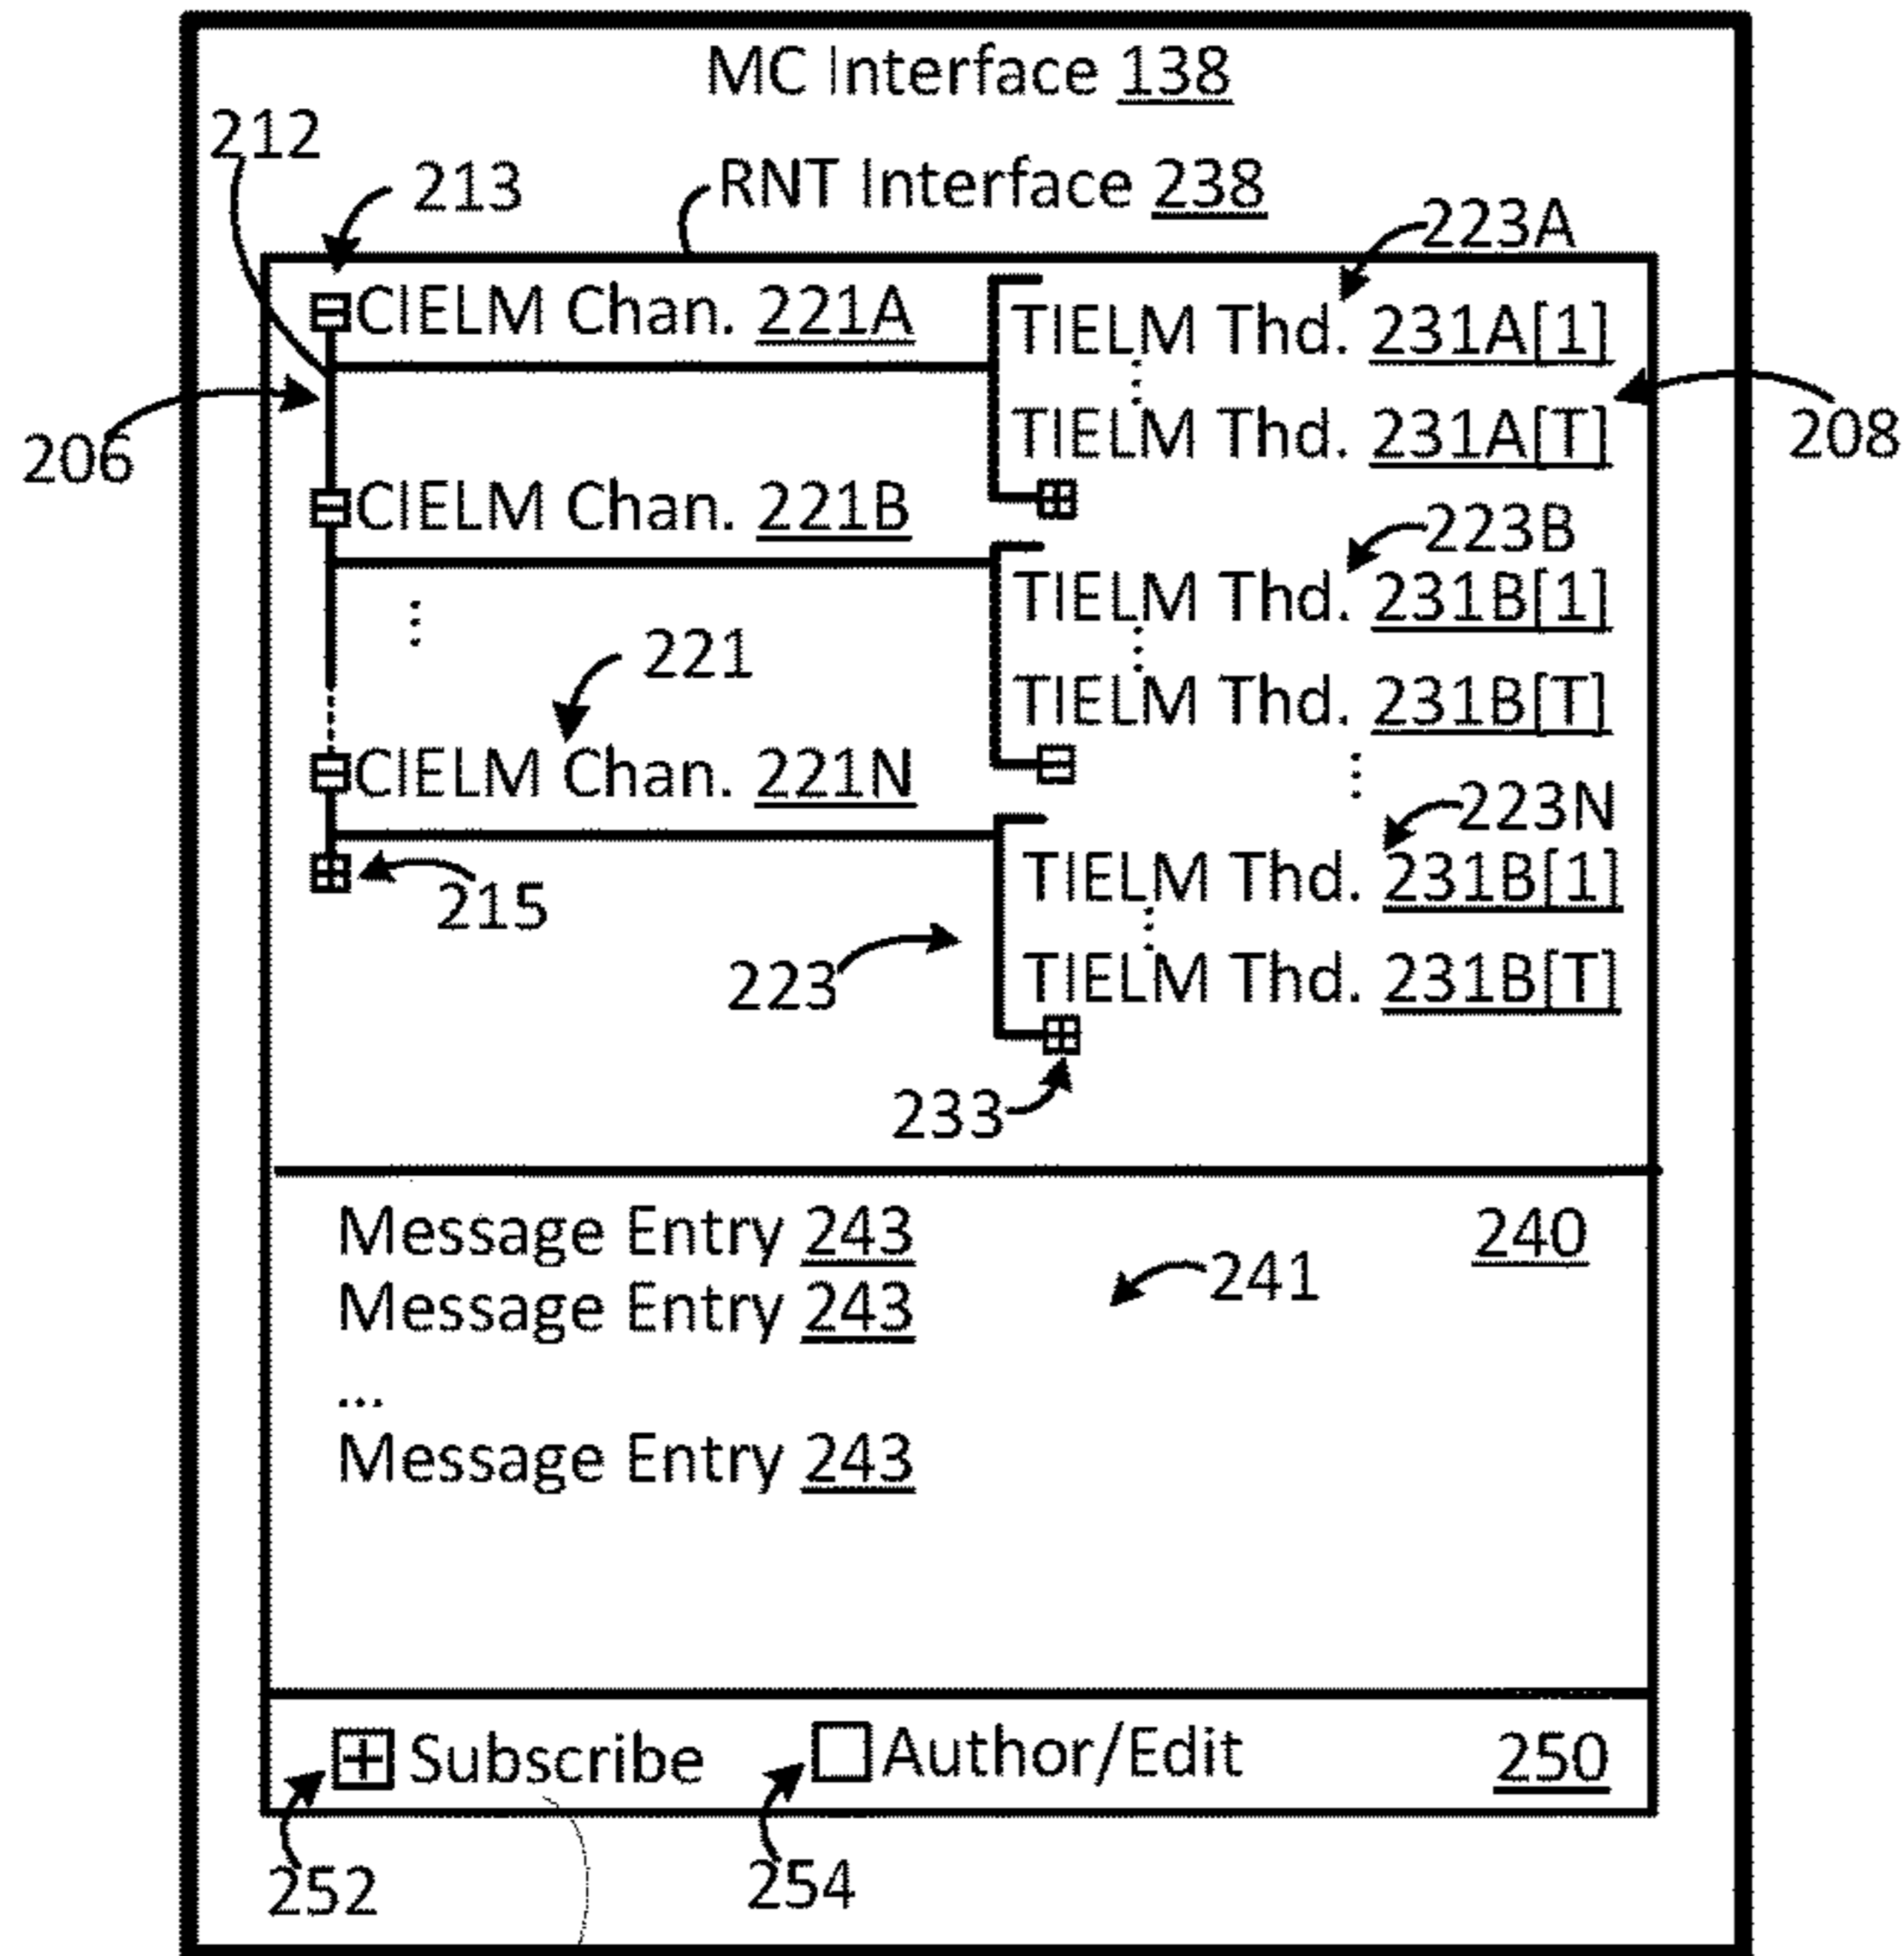 MC Interface 138
212
213
RNT Interface 238
223A
CIELM Chan. 221A
TIELM Thd. 231A[1]
⋮
206
TIELM Thd. 231A[T]
208
CIELM Chan. 221B
223B
TIELM Thd. 231B[1]
⋮
⋮
221
TIELM Thd. 231B[T]
CIELM Chan. 221N
⋮
223N
TIELM Thd. 231B[1]
215
⋮
223
TIELM Thd. 231B[T]
233
Message Entry 243
240
241
Message Entry 243
...
Message Entry 243
Subscribe
Author/Edit
250
252
254